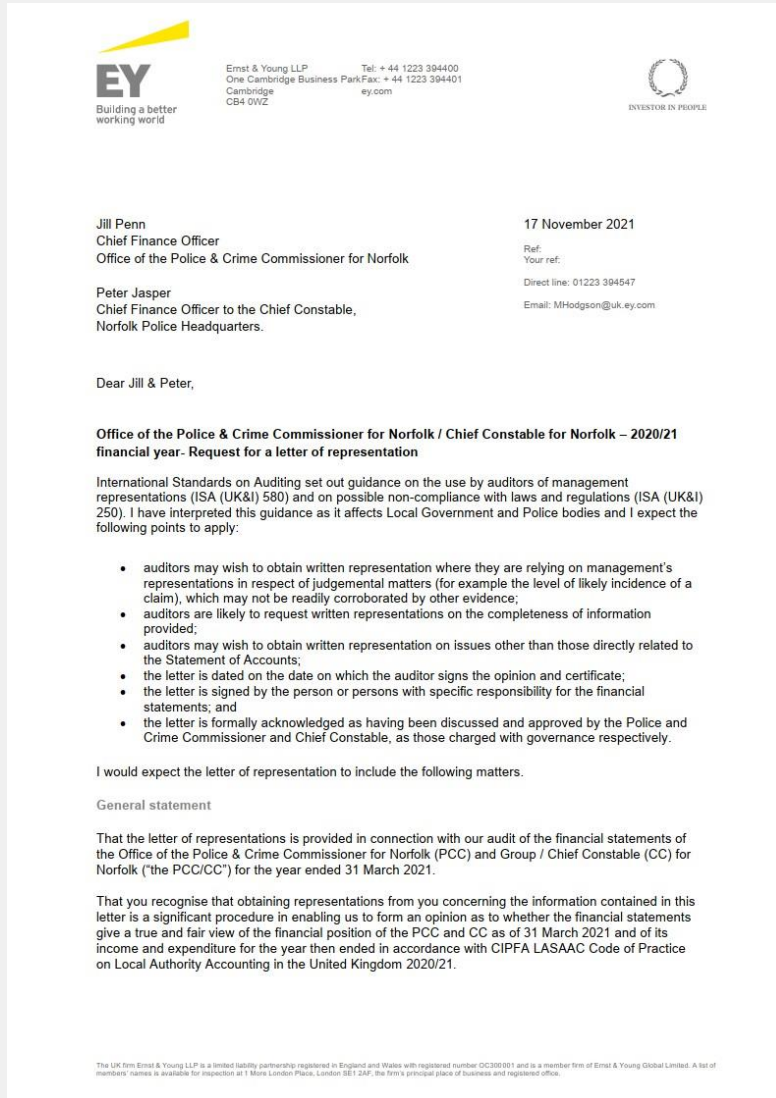 EY
Building a better
working world
Ernst & Young LLP
One Cambridge Business Park
Cambridge
CB4 0WZ
Tel: + 44 1223 394400
Fax: + 44 1223 394401
ey.com
INVESTOR IN PEOPLE
Jill Penn
Chief Finance Officer
Office of the Police & Crime Commissioner for Norfolk
Peter Jasper
Chief Finance Officer to the Chief Constable,
Norfolk Police Headquarters.
17 November 2021
Ref:
Your ref:
Direct line: 01223 394547
Email: MHodgson@uk.ey.com
Dear Jill & Peter,
Office of the Police & Crime Commissioner for Norfolk / Chief Constable for Norfolk – 2020/21
financial year- Request for a letter of representation
International Standards on Auditing set out guidance on the use by auditors of management
representations (ISA (UK&I) 580) and on possible non-compliance with laws and regulations (ISA (UK&I)
250). I have interpreted this guidance as it affects Local Government and Police bodies and I expect the
following points to apply:
• auditors may wish to obtain written representation where they are relying on management's
representations in respect of judgemental matters (for example the level of likely incidence of a
claim), which may not be readily corroborated by other evidence;
• auditors are likely to request written representations on the completeness of information
provided;
• auditors may wish to obtain written representation on issues other than those directly related to
the Statement of Accounts;
• the letter is dated on the date on which the auditor signs the opinion and certificate;
• the letter is signed by the person or persons with specific responsibility for the financial
statements; and
• the letter is formally acknowledged as having been discussed and approved by the Police and
Crime Commissioner and Chief Constable, as those charged with governance respectively.
I would expect the letter of representation to include the following matters.
General statement
That the letter of representations is provided in connection with our audit of the financial statements of
the Office of the Police & Crime Commissioner for Norfolk (PCC) and Group / Chief Constable (CC) for
Norfolk ("the PCC/CC") for the year ended 31 March 2021.
That you recognise that obtaining representations from you concerning the information contained in this
letter is a significant procedure in enabling us to form an opinion as to whether the financial statements
give a true and fair view of the financial position of the PCC and CC as of 31 March 2021 and of its
income and expenditure for the year then ended in accordance with CIPFA LASAAC Code of Practice
on Local Authority Accounting in the United Kingdom 2020/21.
The UK firm Ernst & Young LLP is a limited liability partnership registered in England and Wales with registered number OC300001 and is a member firm of Ernst & Young Global Limited. A list of
members' names is available for inspection at 1 More London Place, London SE1 2AF, the firm's principal place of business and registered office.